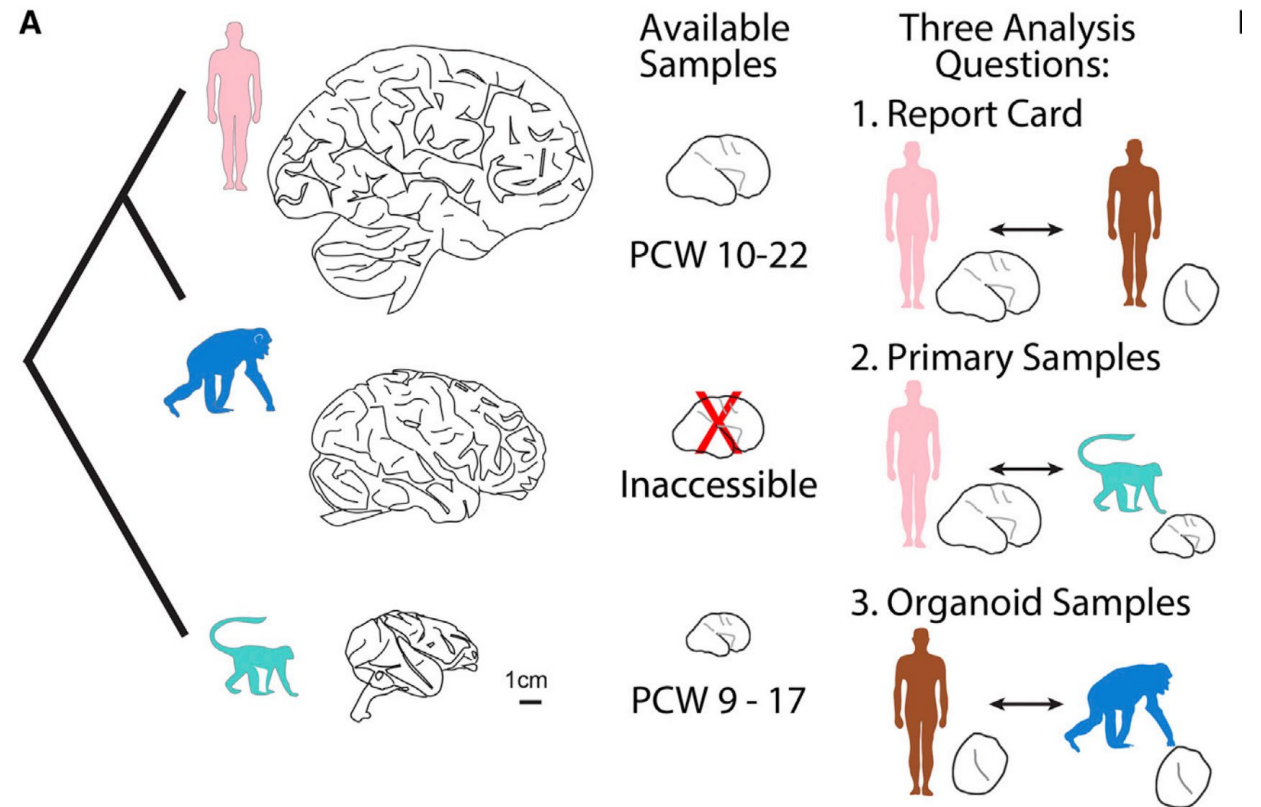 A
Available
Samples
PCW 10-22
Inaccessible
PCW 9 - 17
1cm
Three Analysis
Questions:
1. Report Card
2. Primary Samples
3. Organoid Samples